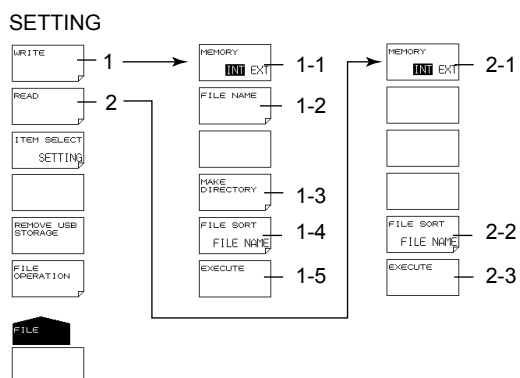 SETTING
WRITE
1
READ
2
ITEM SELECT
SETTING
REMOVE USB
STORAGE
FILE
OPERATION
FILE
MEMORY
INT EXT
1-1
FILE NAME
1-2
MAKE
DIRECTORY
1-3
FILE SORT
FILE NAME
1-4
EXECUTE
1-5
MEMORY
INT EXT
2-1
FILE SORT
FILE NAME
2-2
EXECUTE
2-3